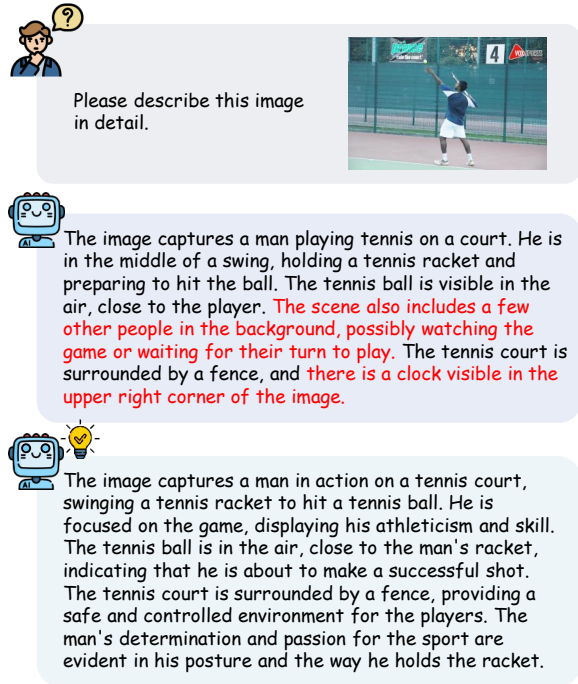 ?
Please describe this image
in detail.
Prince
4
AI
The image captures a man playing tennis on a court. He is
in the middle of a swing, holding a tennis racket and
preparing to hit the ball. The tennis ball is visible in the
air, close to the player. The scene also includes a few
other people in the background, possibly watching the
game or waiting for their turn to play. The tennis court is
surrounded by a fence, and there is a clock visible in the
upper right corner of the image.
AI
The image captures a man in action on a tennis court,
swinging a tennis racket to hit a tennis ball. He is
focused on the game, displaying his athleticism and skill.
The tennis ball is in the air, close to the man's racket,
indicating that he is about to make a successful shot.
The tennis court is surrounded by a fence, providing a
safe and controlled environment for the players. The
man's determination and passion for the sport are
evident in his posture and the way he holds the racket.